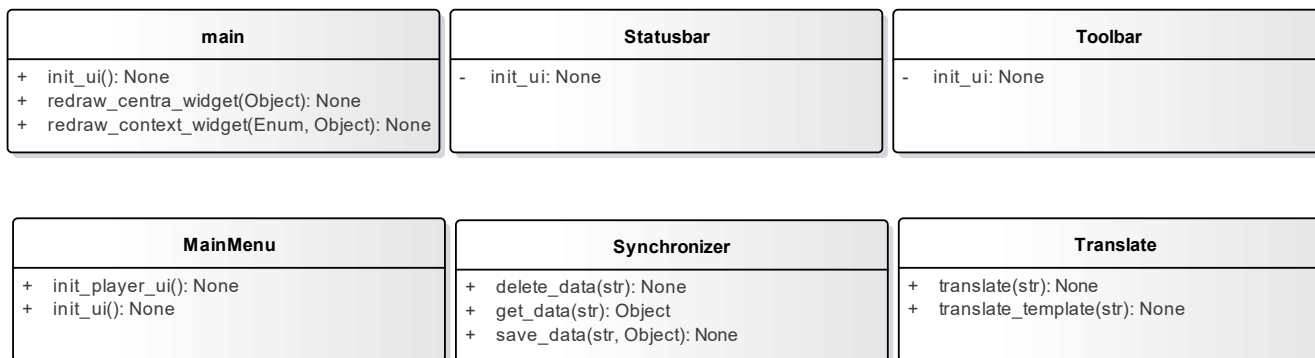 main
+ init_ui(): None
+ redraw_centra_widget(Object): None
+ redraw_context_widget(Enum, Object): None
Statusbar
- init_ui: None
Toolbar
- init_ui: None
MainMenu
+ init_player_ui(): None
+ init_ui(): None
Synchronizer
+ delete_data(str): None
+ get_data(str): Object
+ save_data(str, Object): None
Translate
+ translate(str): None
+ translate_template(str): None